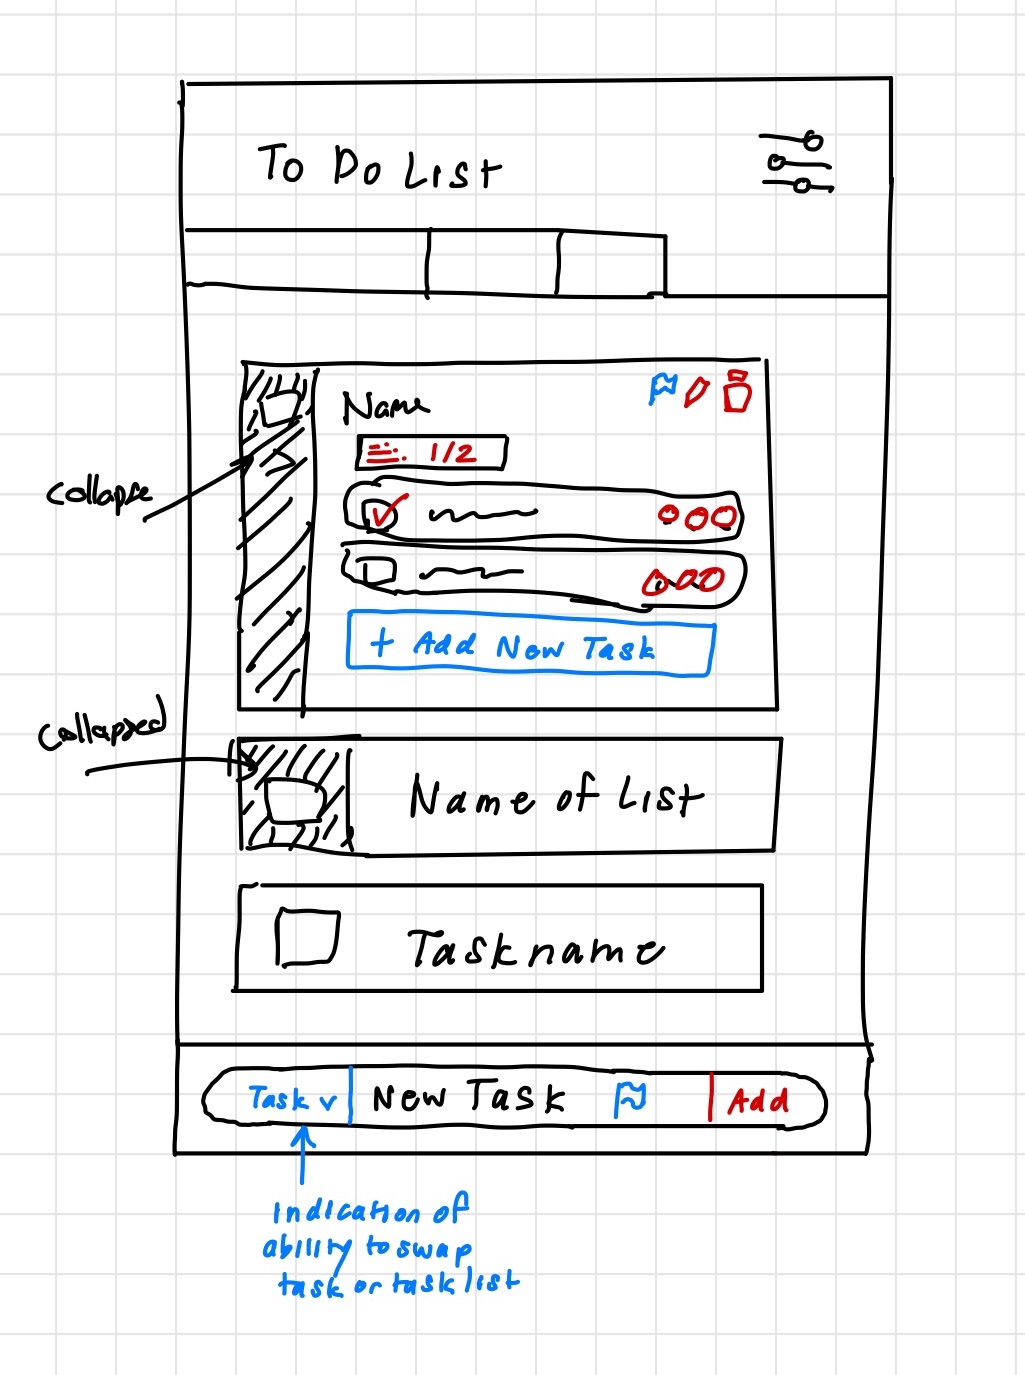 To Do List
Name
collapse
1/2
+ Add New Task
collapsed
Name of List
Taskname
Task v
New Task
Add
indication of
ability to swap
task or task list